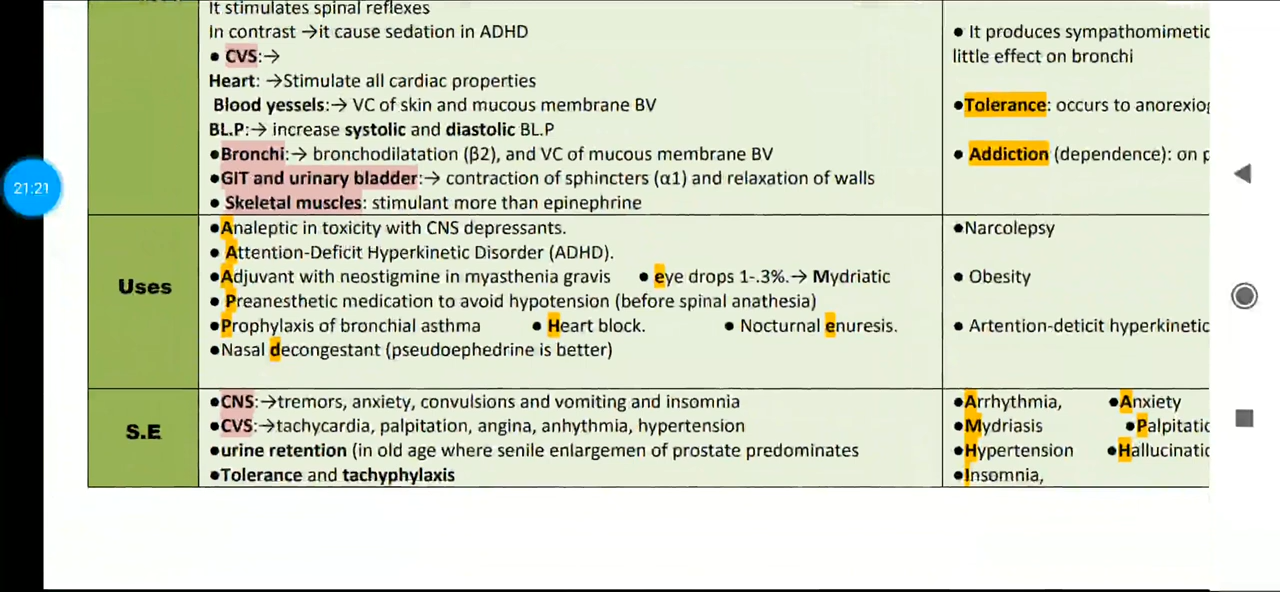 It stimulates spinal reflexes
In contrast →it cause sedation in ADHD
● CVS:→
Heart: →Stimulate all cardiac properties
Blood yessels:→ VC of skin and mucous membrane BV
BL.P:→ increase systolic and diastolic BL.P
●Bronchi:→ bronchodilatation (β2), and VC of mucous membrane BV
●GIT and urinary bladder:→ contraction of sphincters (α1) and relaxation of walls
● Skeletal muscles: stimulant more than epinephrine
● It produces sympathomimetic
little effect on bronchi
●Tolerance: occurs to
● Addiction (dependence): on
21:21
Uses
●Analeptic in toxicity with CNS depressants.
● Attention-Deficit Hyperkinetic Disorder (ADHD).
●Adjuvant with neostigmine in myasthenia gravis ● eye drops 1-.3%.→ Mydriatic
● Preanesthetic medication to avoid hypotension (before spinal anathesia)
●Prophylaxis of bronchial asthma ● Heart block. ● Nocturnal enuresis.
●Nasal decongestant (pseudoephedrine is better)
●Narcolepsy
● Obesity
● Artention-deficit hyperkinetic
S.E
●CNS:→tremors, anxiety, convulsions and vomiting and insomnia
●CVS:→tachycardia, palpitation, angina, anhythmia, hypertension
●urine retention (in old age where senile enlargemen of prostate predominates
●Tolerance and tachyphylaxis
●Arrhythmia, ●Anxiety
●Mydriasis
●Hypertension
●Insomnia,